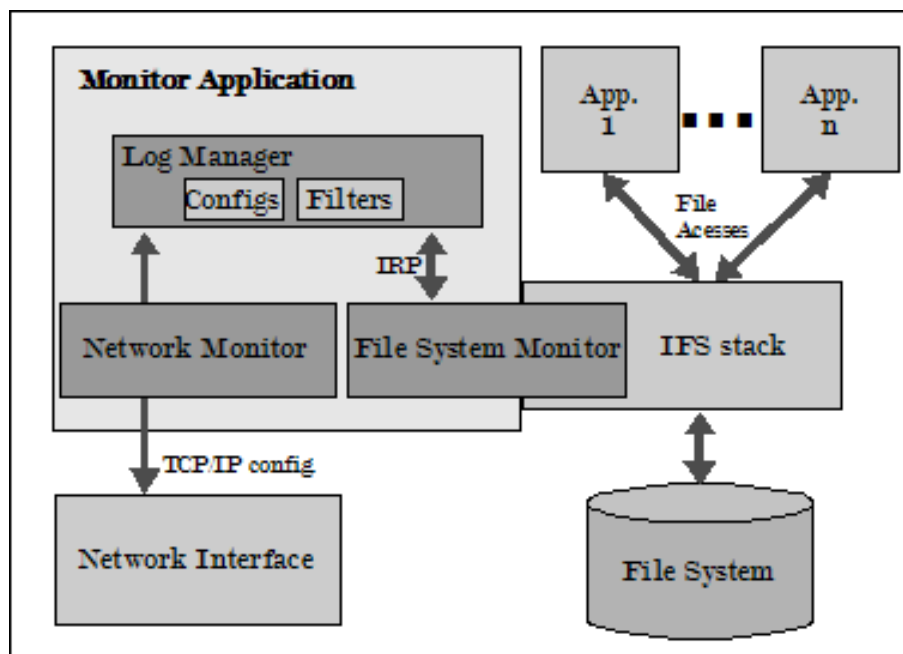 Monitor Application
App.
1
App.
n
Log Manager
Configs
Filters
File
Acesses
IRP
Network Monitor
File System Monitor
IFS stack
TCP/IP config.
Network Interface
File System